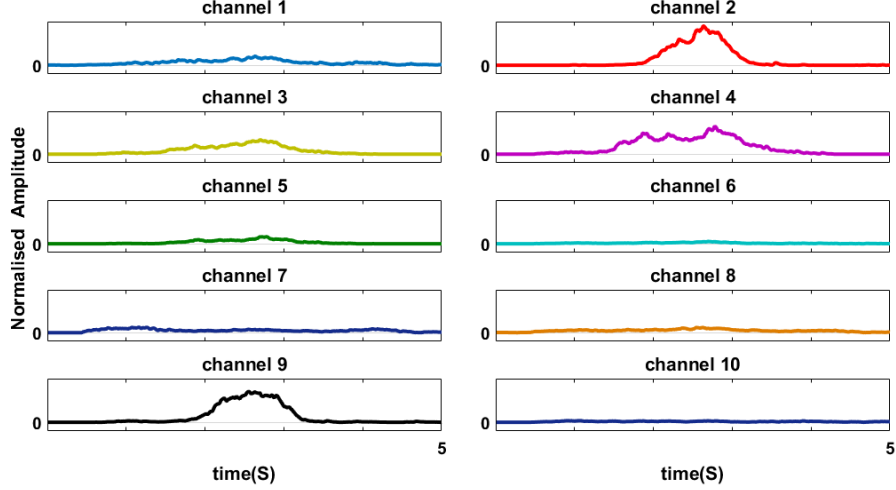 channel 1
channel 2
0
0
channel 3
channel 4
0
0
channel 5
channel 6
0
0
channel 7
channel 8
0
0
channel 9
channel 10
0
0
5
5
time(S)
time(S)
Normalised Amplitude